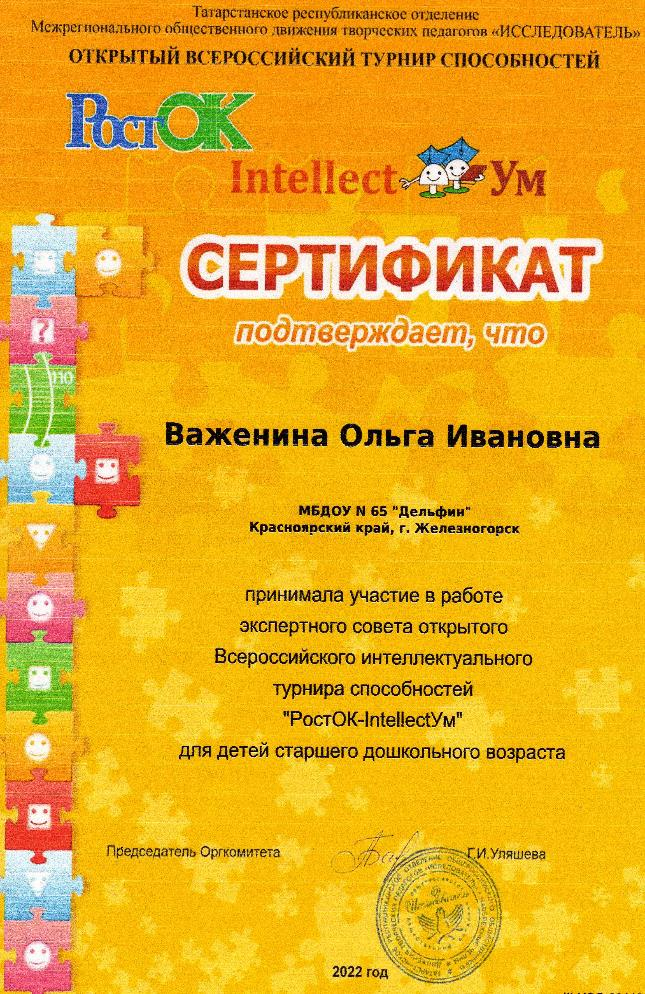 Татарстанское республиканское отделение
Межрегионального общественного движения творческих педагогов «ИССЛЕДОВАТЕЛЬ»
ОТКРЫТЫЙ ВСЕРОССИЙСКИЙ ТУРНИР СПОСОБНОСТЕЙ
РостОК
IntellectУм
СЕРТИФИКАТ
подтверждает, что
Важенина Ольга Ивановна
МБДОУ N 65 "Дельфин"
Красноярский край, г. Железногорск
принимала участие в работе
экспертного совета открытого
Всероссийского интеллектуального
турнира способностей
"РостОК-IntellectУм"
для детей старшего дошкольного возраста
Председатель Оргкомитета Г.И.Уляшева
2022 год